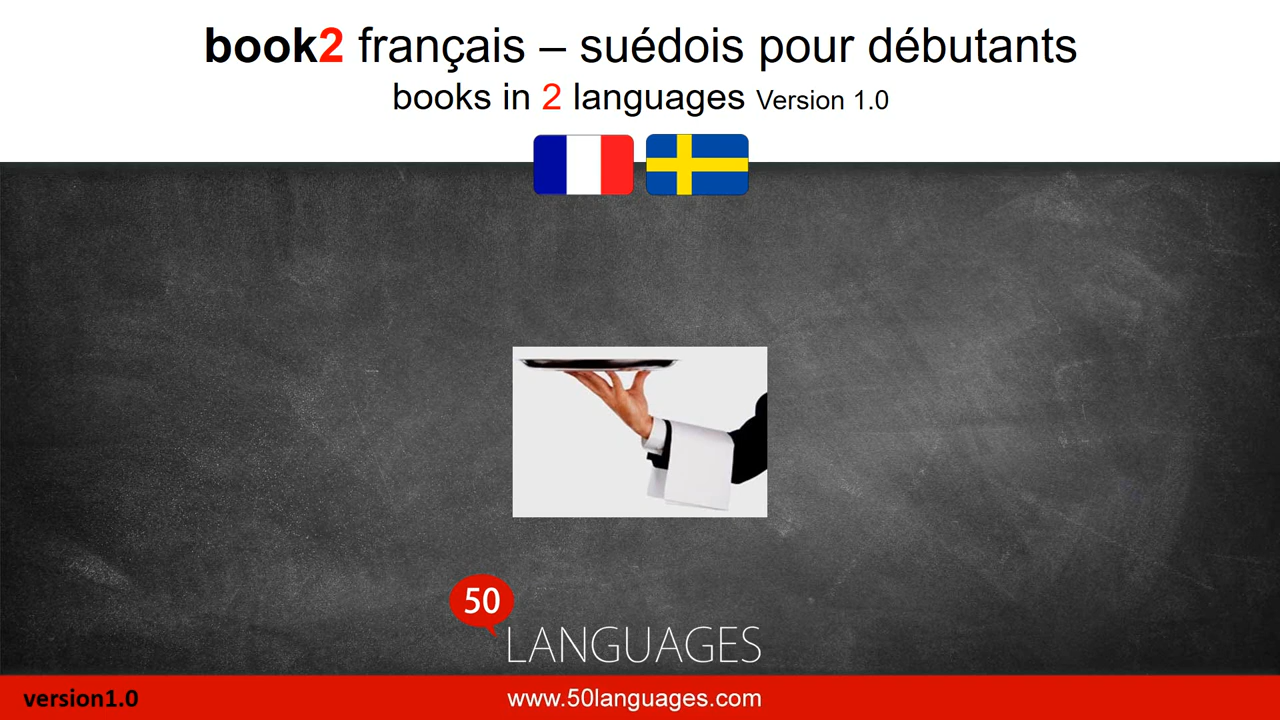 book2 français – suédois pour débutants
books in 2 languages Version 1.0
50
LANGUAGES
version1.0
www.50languages.com